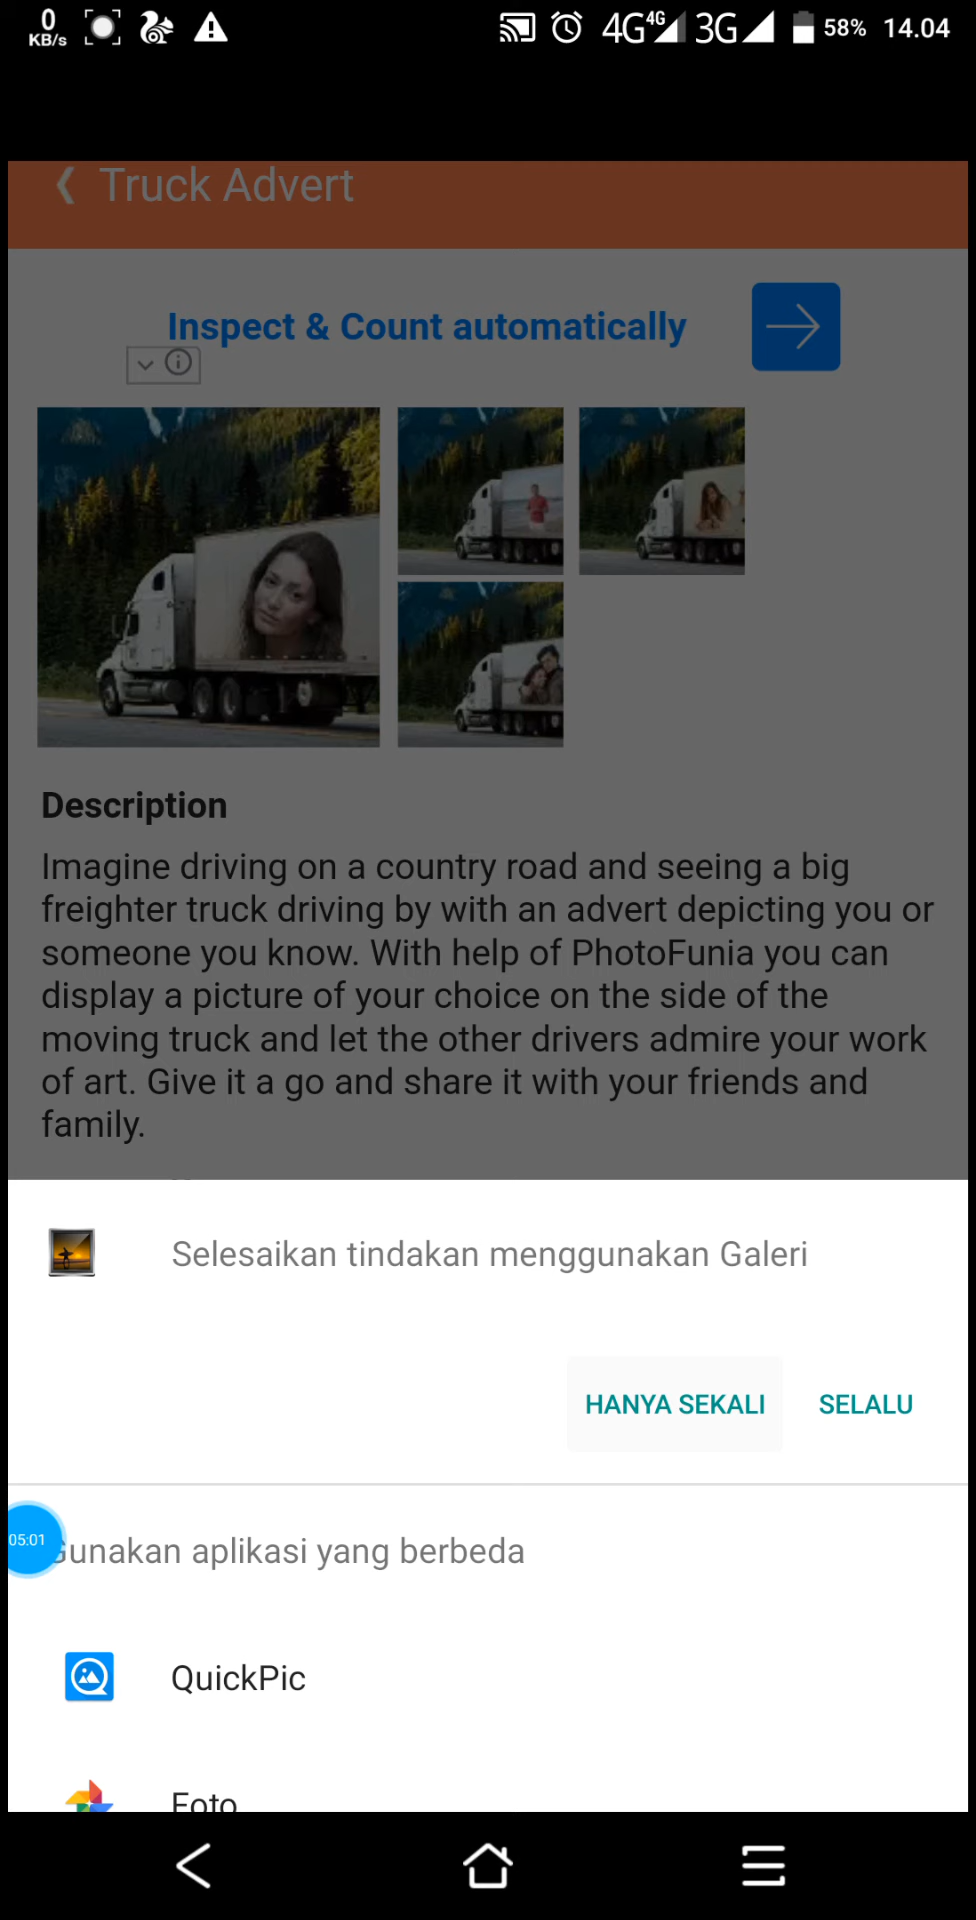 0
KB/s
4G 4G 3G 58% 14.04
Truck Advert
Inspect & Count automatically
Description
Imagine driving on a country road and seeing a big
freighter truck driving by with an advert depicting you or
someone you know. With help of PhotoFunia you can
display a picture of your choice on the side of the
moving truck and let the other drivers admire your work
of art. Give it a go and share it with your friends and
family.
Selesaikan tindakan menggunakan Galeri
HANYA SEKALI SELALU
05:01
Gunakan aplikasi yang berbeda
QuickPic
Foto